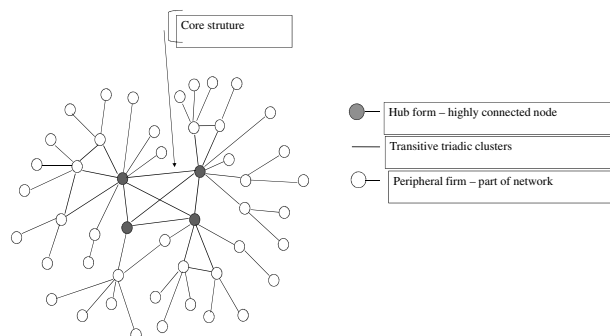 Core struture
Hub form – highly connected node
Transitive triadic clusters
Peripheral firm – part of network